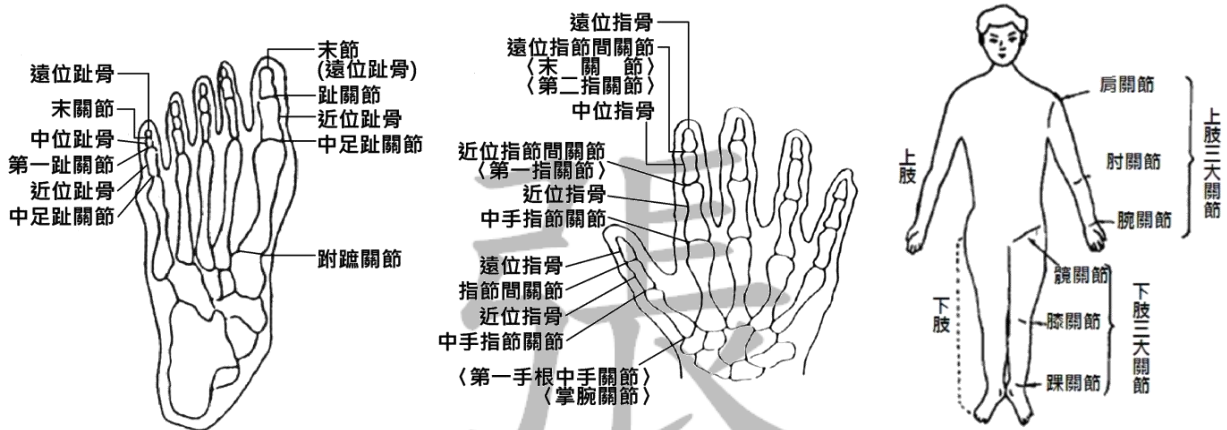 遠位趾骨
末關節
中位趾骨
第一趾關節
近位趾骨
中足趾關節
末節
(遠位趾骨)
趾關節
近位趾骨
中足趾關節
跗蹠關節
遠位指骨
遠位指節間關節
〈末關節〉
〈第二指關節〉
中位指骨
近位指節間關節
〈第一指關節〉
近位指骨
中手指節關節
遠位指骨
指節間關節
近位指骨
中手指節關節
〈第一手根中手關節〉
〈掌腕關節〉
張
上肢
肩關節
肘關節
腕關節
上肢三大關節
下肢
髖關節
膝關節
踝關節
下肢三大關節